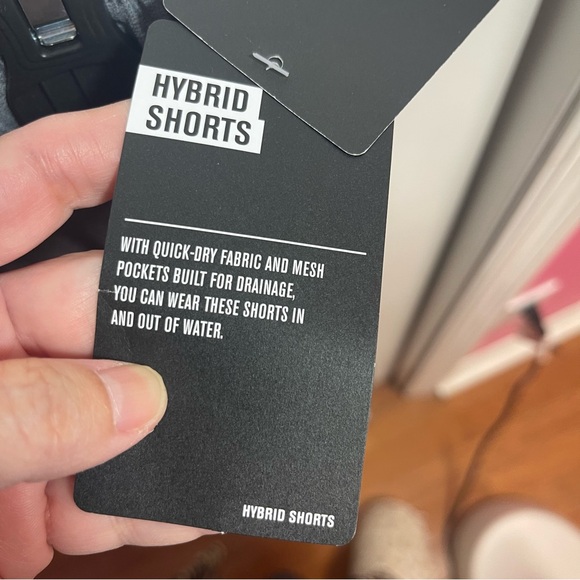 HYBRID
SHORTS
WITH QUICK-DRY FABRIC AND MESH
POCKETS BUILT FOR DRAINAGE,
YOU CAN WEAR THESE SHORTS IN
AND OUT OF WATER.
HYBRID SHORTS